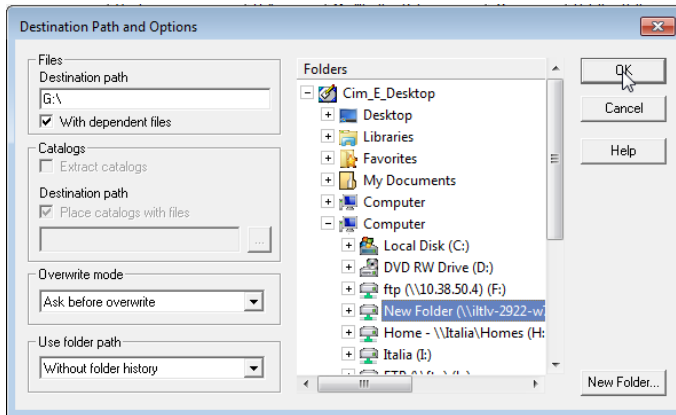 Destination Path and Options
Files
Destination path
G:\
With dependent files
Catalogs
Extract catalogs
Destination path
Place catalogs with files
...
Overwrite mode
Ask before overwrite
Use folder path
Without folder history
Folders
Cim_E_Desktop
Desktop
Libraries
Favorites
My Documents
Computer
Computer
Local Disk (C:)
DVD RW Drive (D:)
ftp (\\10.38.50.4) (F:)
New Folder (\\iltlv-2922-w
Home - \\Italia\Homes (H:
Italia (I:)
OK
Cancel
Help
New Folder...